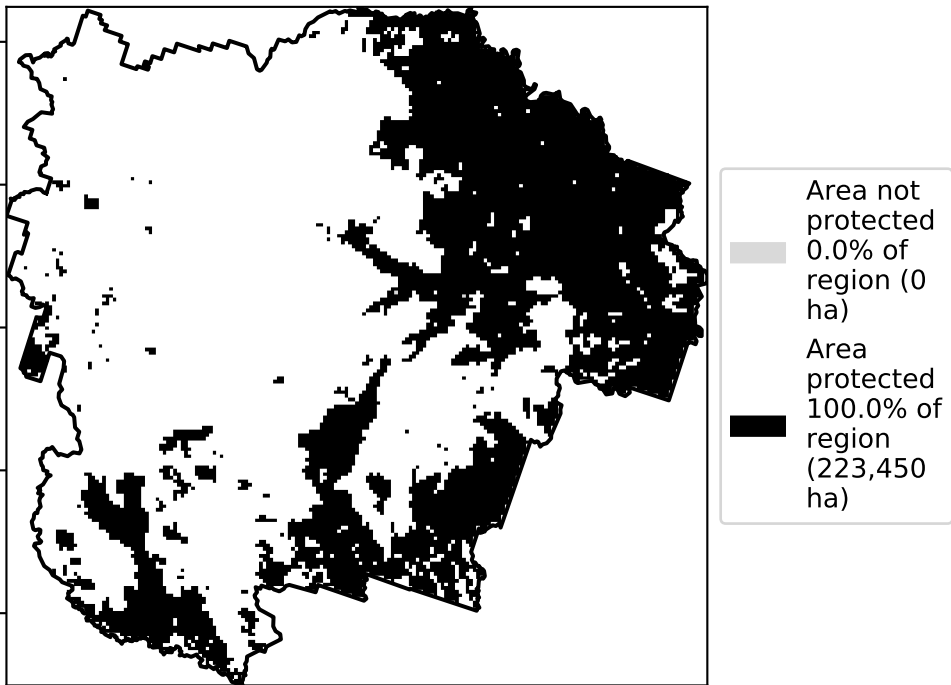 Area not
protected
0.0% of
region (0
ha)
Area
protected
100.0% of
region
(223,450
ha)